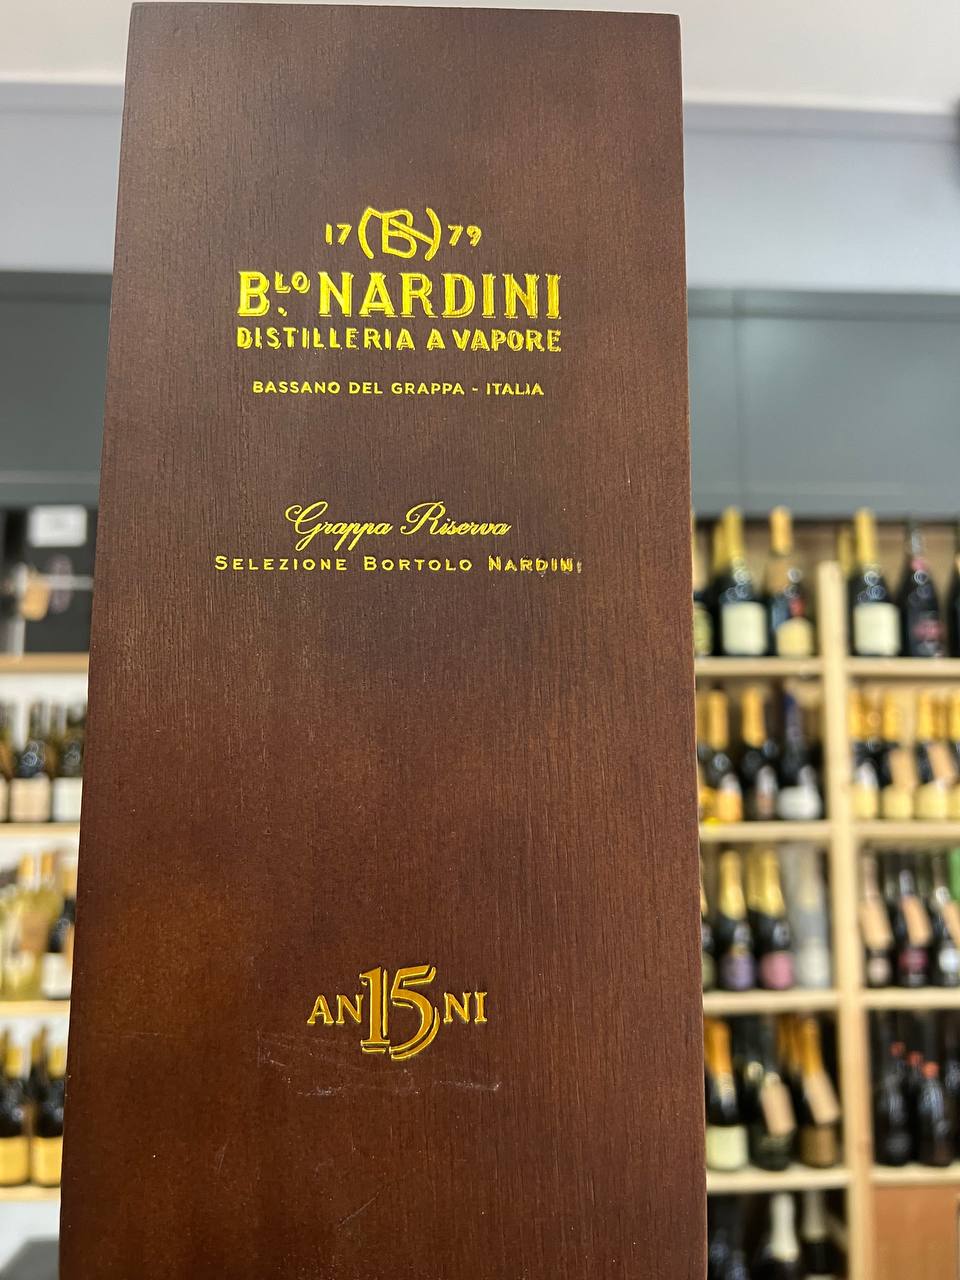 17 BN 79
B.LO NARDINI
DISTILLERIA A VAPORE
BASSANO DEL GRAPPA - ITALIA
Grappa Riserva
SELEZIONE BORTOLO NARDINI
AN15NI